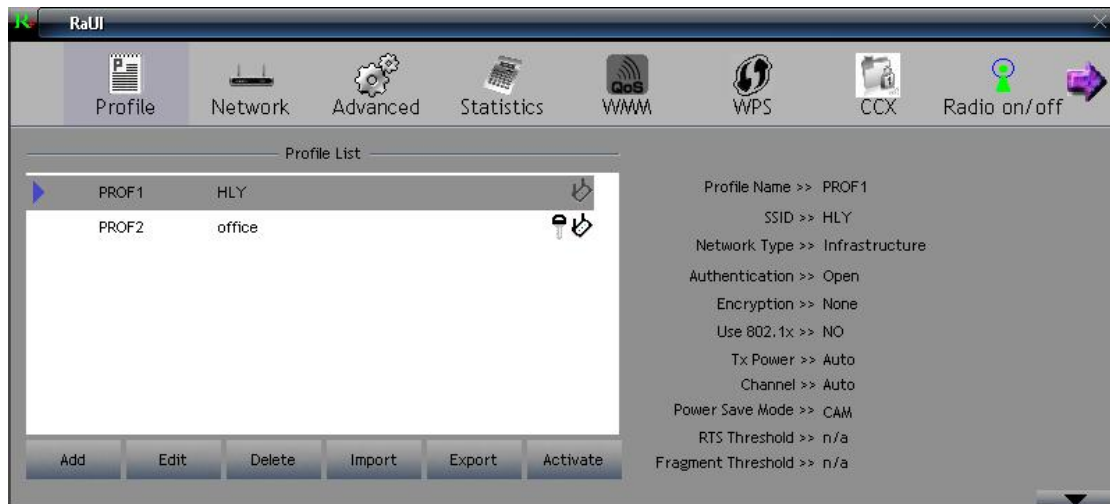 RaUI
Profile Network Advanced Statistics QoS WMM WPS CCX Radio on/off
Profile List
PROF1 HLY
PROF2 office
Add Edit Delete Import Export Activate
Profile Name >> PROF1
SSID >> HLY
Network Type >> Infrastructure
Authentication >> Open
Encryption >> None
Use 802.1x >> NO
Tx Power >> Auto
Channel >> Auto
Power Save Mode >> CAM
RTS Threshold >> n/a
Fragment Threshold >> n/a